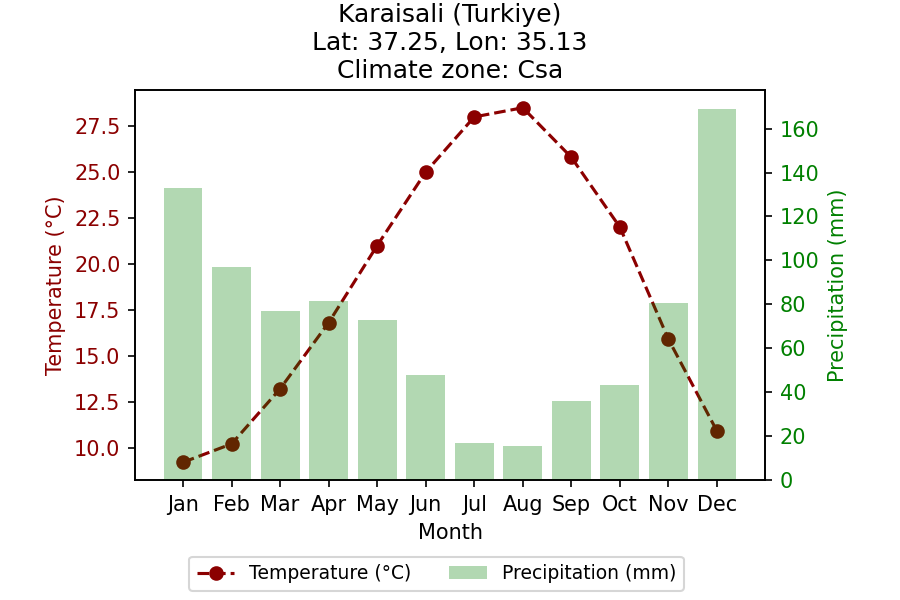 Karaisali (Turkiye)
Lat: 37.25, Lon: 35.13
Climate zone: Csa
Temperature (°C)
27.5
25.0
22.5
20.0
17.5
15.0
12.5
10.0
160
140
120
100
80
60
40
20
0
Precipitation (mm)
Jan Feb Mar Apr May Jun Jul Aug Sep Oct Nov Dec
Month
Temperature (°C) Precipitation (mm)